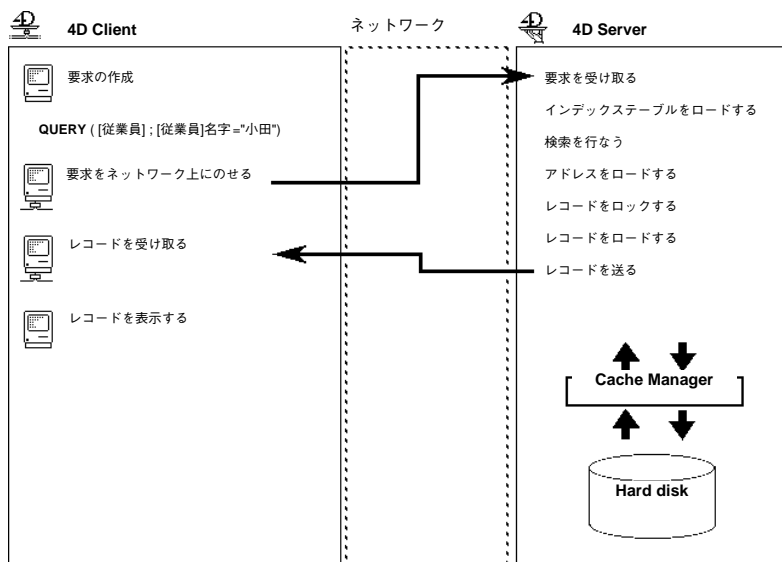 4D Client
ネットワーク
4D Server
要求の作成
QUERY ( [従業員] ; [従業員]名字="小田")
要求をネットワーク上にのせる
レコードを受け取る
レコードを表示する
要求を受け取る
インデックステーブルをロードする
検索を行なう
アドレスをロードする
レコードをロックする
レコードをロードする
レコードを送る
Cache Manager
Hard disk